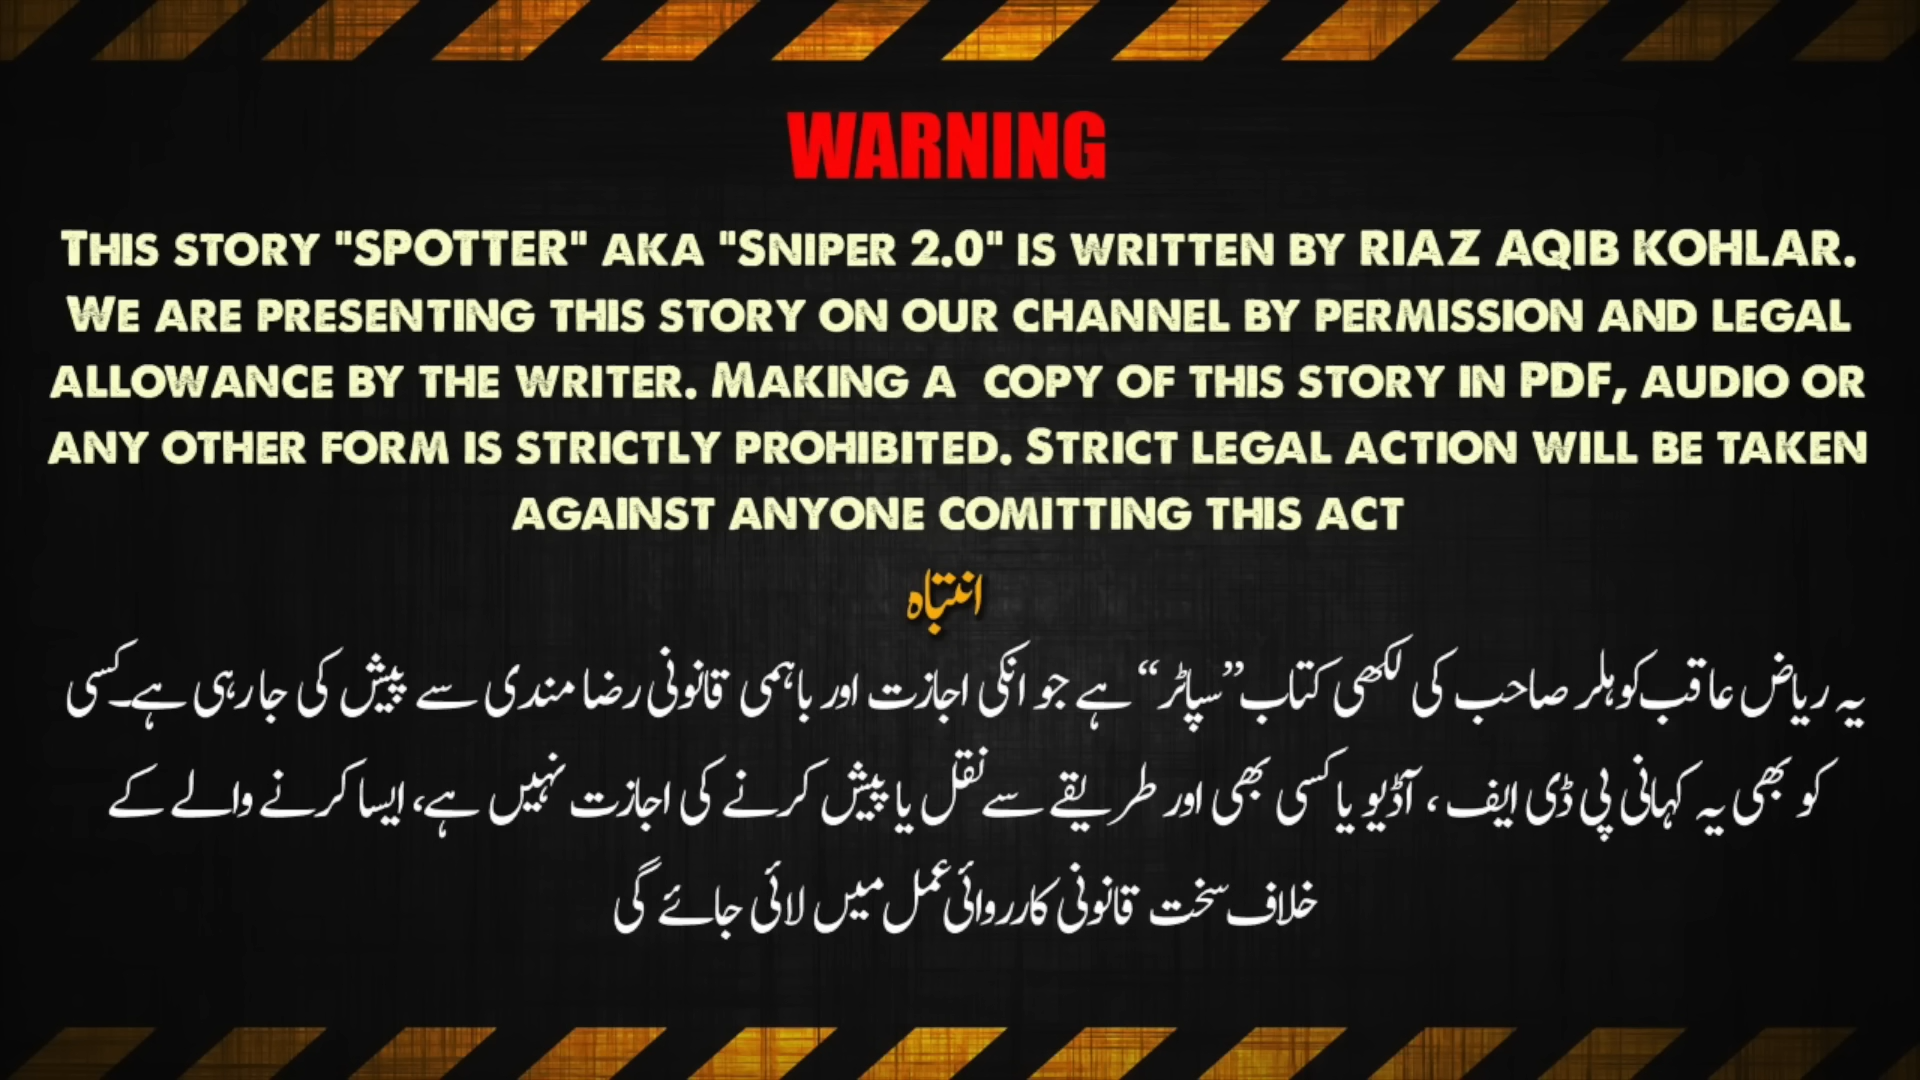 WARNING
THIS STORY "SPOTTER" AKA "SNIPER 2.0" IS WRITTEN BY RIAZ AQIB KOHLAR.
WE ARE PRESENTING THIS STORY ON OUR CHANNEL BY PERMISSION AND LEGAL
ALLOWANCE BY THE WRITER. MAKING A COPY OF THIS STORY IN PDF, AUDIO OR
ANY OTHER FORM IS STRICTLY PROHIBITED. STRICT LEGAL ACTION WILL BE TAKEN
AGAINST ANYONE COMITTING THIS ACT
انتباہ
یہ ریاض عاقب کوہلر صاحب کی لکھی کتاب”سپاٹر“ ہے جو انکی اجازت اور باہمی قانونی رضا مندی سے پیش کی جارہی ہے۔کسی
کو بھی یہ کہانی پی ڈی ایف ، آڈیو یا کسی بھی اور طریقے سے نقل یا پیش کرنے کی اجازت نہیں ہے، ایسا کرنے والے کے
خلاف سخت قانونی کارروائی عمل میں لائی جائے گی